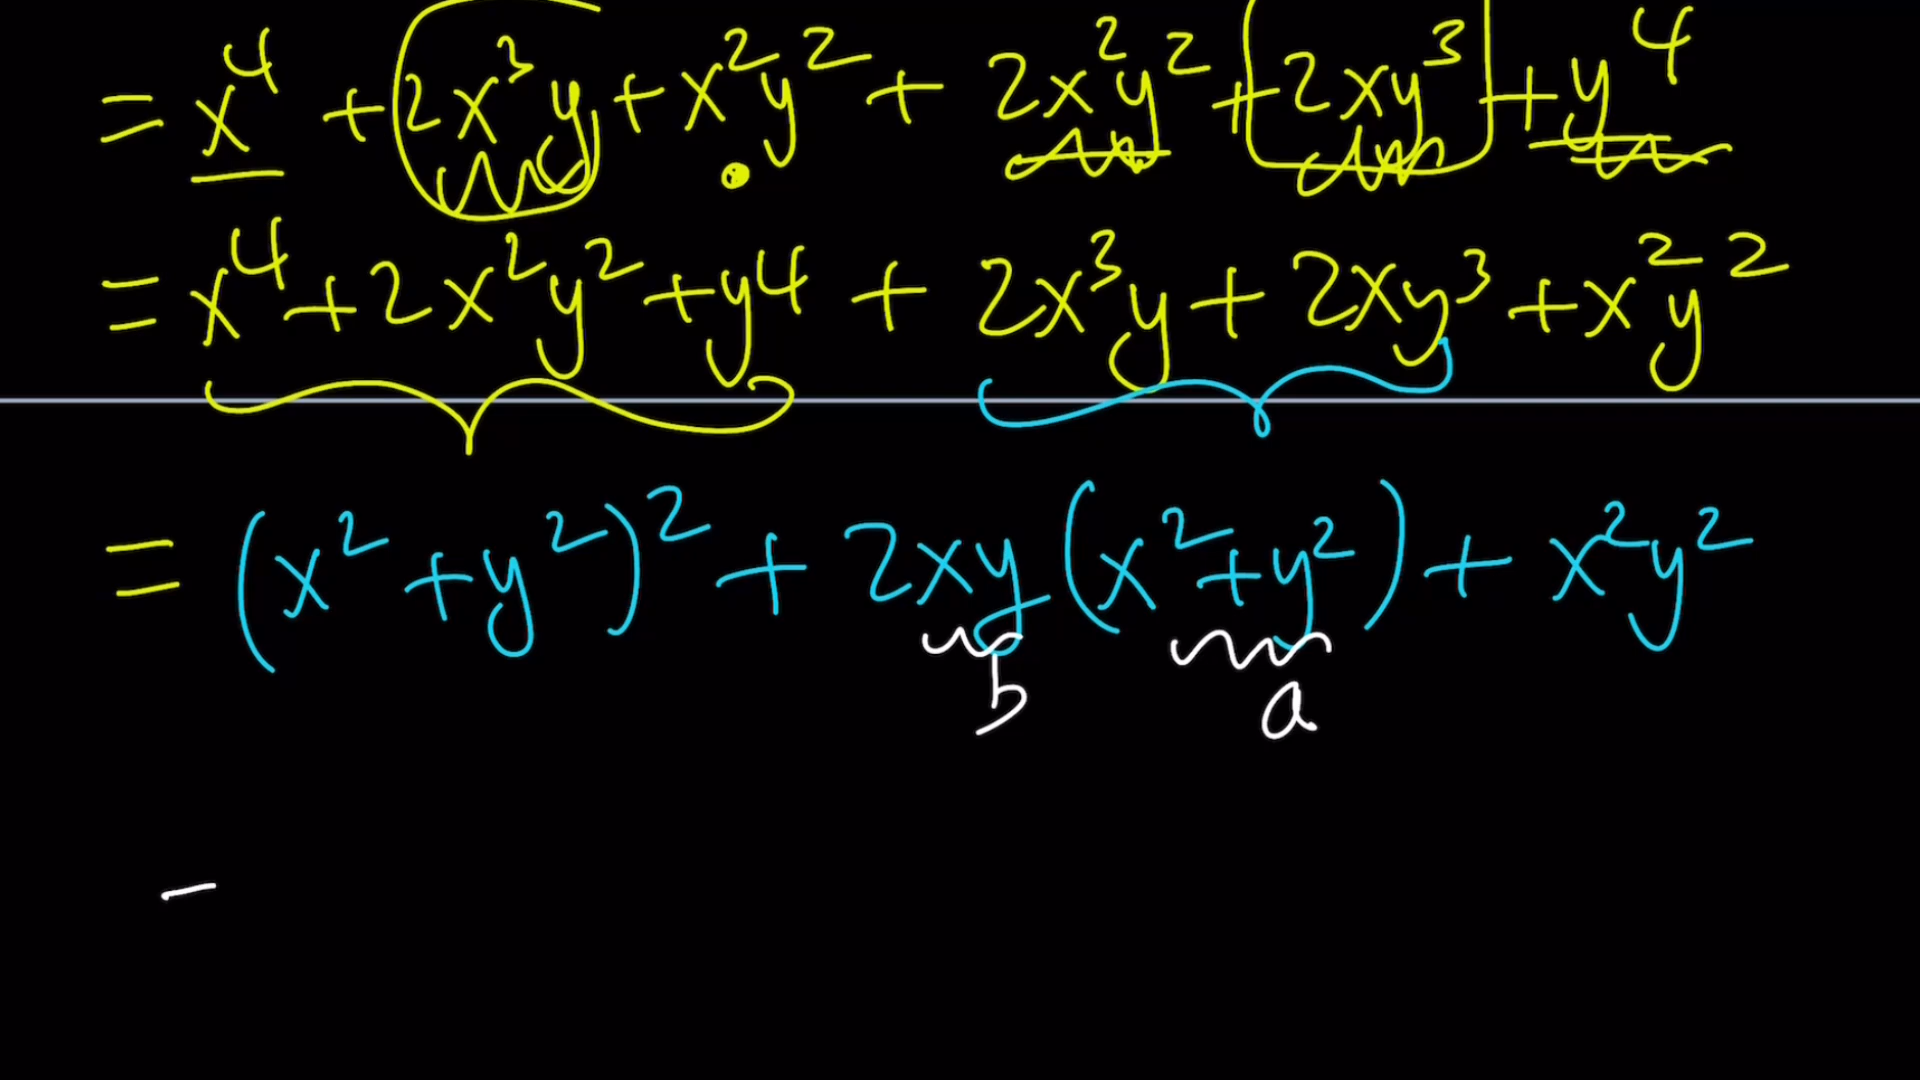 = x⁴ + 2x³y + x²y² + 2x²y² + 2xy³ + y⁴
= x⁴ + 2x²y² + y⁴ + 2x³y + 2xy³ + x²y²
= (x² + y²)² + 2xy(x² + y²) + x²y²
b a